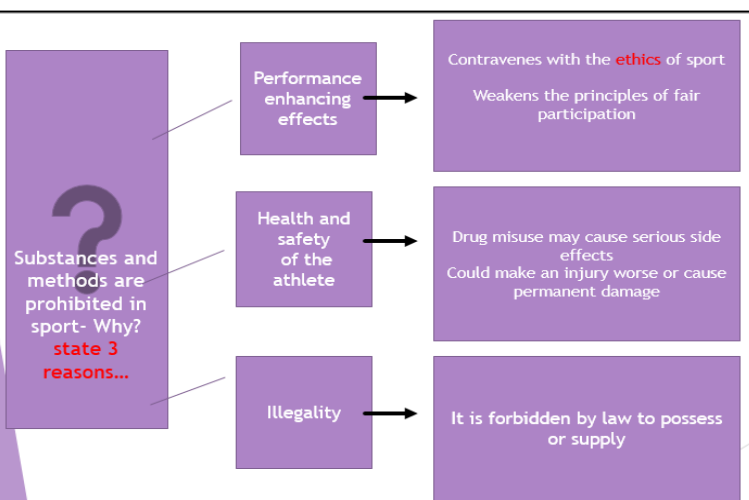 ?
Substances and
methods are
prohibited in
sport- Why?
state 3
reasons...
Performance
enhancing
effects
Contravenes with the ethics of sport
Weakens the principles of fair
participation
Health and
safety
of the
athlete
Drug misuse may cause serious side
effects
Could make an injury worse or cause
permanent damage
Illegality
It is forbidden by law to possess
or supply